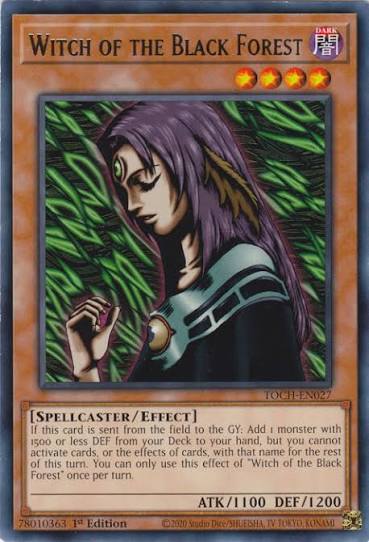 WITCH OF THE BLACK FOREST
DARK
闇
TOCH-EN027
[SPELLCASTER/EFFECT]
If this card is sent from the field to the GY: Add 1 monster with
1500 or less DEF from your Deck to your hand, but you cannot
activate cards, or the effects of cards, with that name for the rest
of this turn. You can only use this effect of "Witch of the Black
Forest" once per turn.
ATK/1100 DEF/1200
78010363 1st Edition ©2020 Studio Dice/SHUEISHA, TV TOKYO, KONAMI